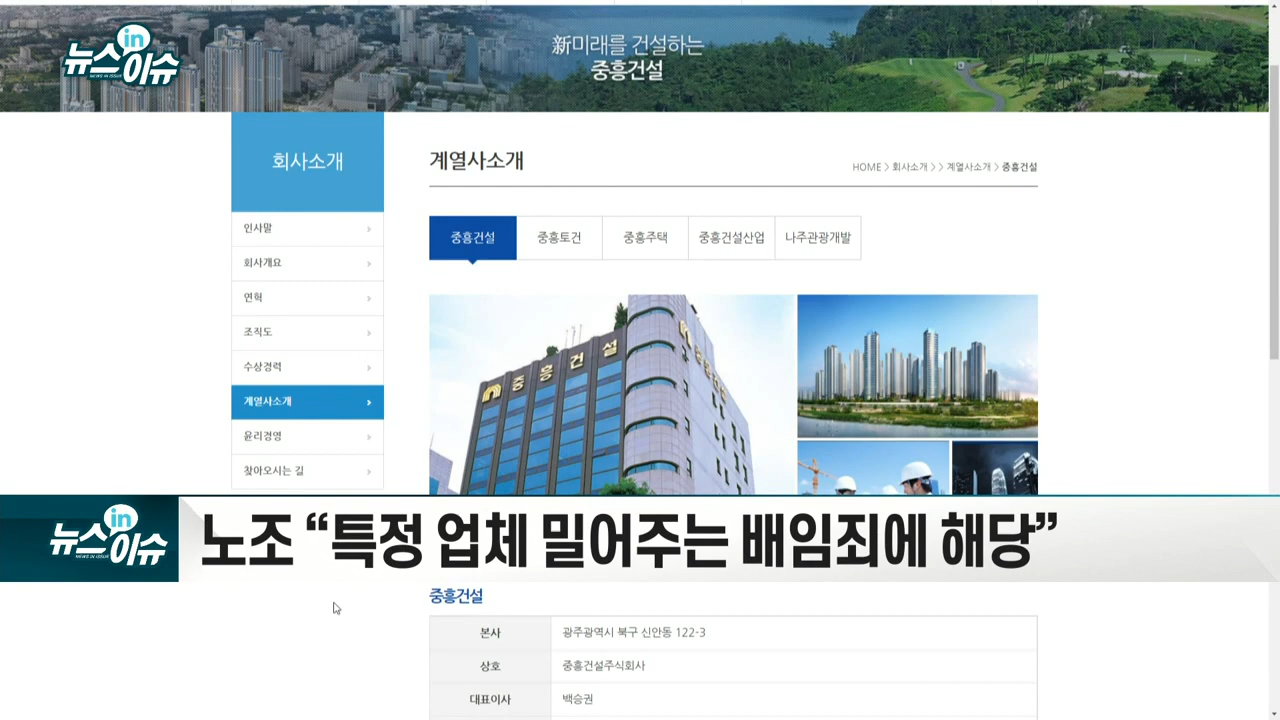 뉴스in이슈
NEWS IN ISSUE
新미래를 건설하는
중흥건설
회사소개
인사말
회사개요
연혁
조직도
수상경력
계열사소개
윤리경영
찾아오시는 길
계열사소개
HOME > 회사소개 > > 계열사소개 > 중흥건설
중흥건설 중흥토건 중흥주택 중흥건설산업 나주관광개발
중흥건설
뉴스in이슈
NEWS IN ISSUE
노조 “특정 업체 밀어주는 배임죄에 해당”
중흥건설
본사 광주광역시 북구 신안동 122-3
상호 중흥건설주식회사
대표이사 백승권